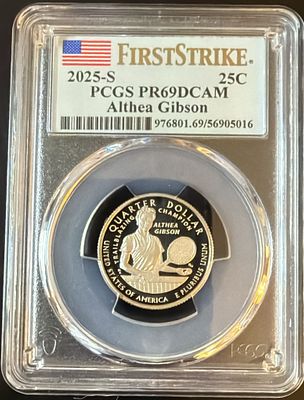 FIRSTSTRIKE®
2025-S 25C
PCGS PR69DCAM
Althea Gibson
976801.69/56905016
QUARTER DOLLAR
TRAILBLAZING CHAMPION
ALTHEA
GIBSON
UNITED STATES OF AMERICA E PLURIBUS UNUM
PCGS